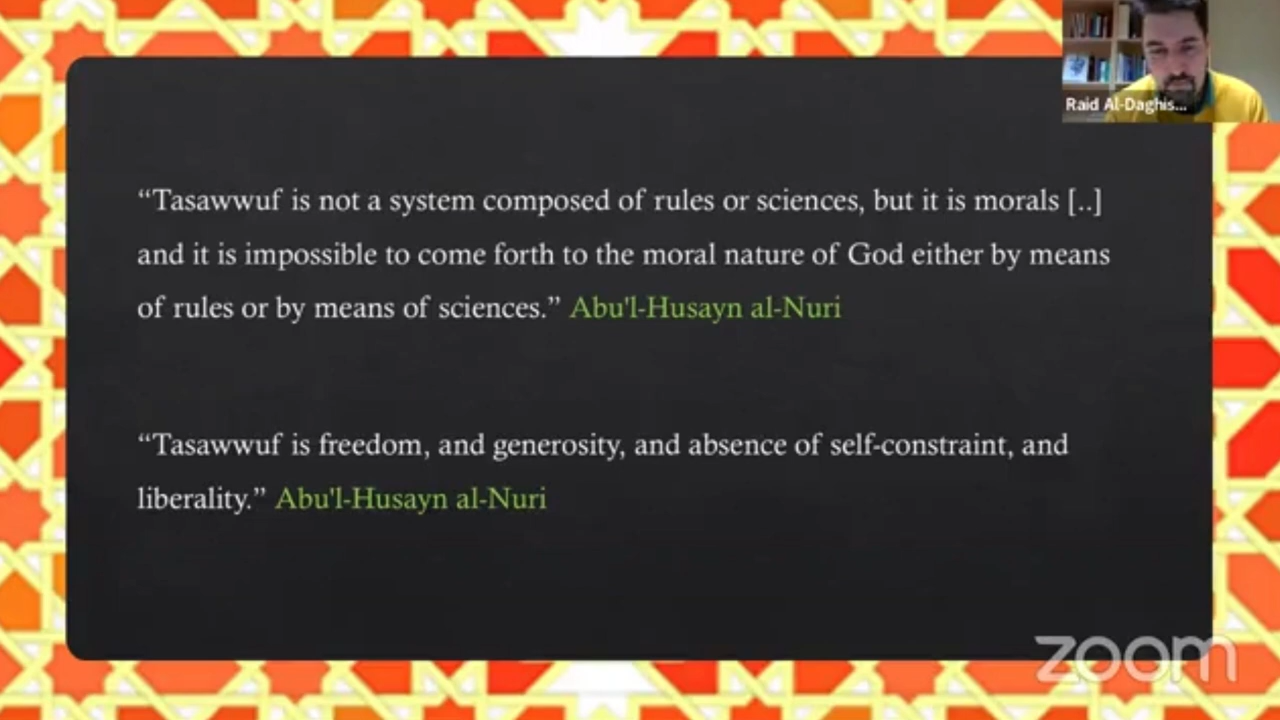 Raid Al-Daghis...
“Tasawwuf is not a system composed of rules or sciences, but it is morals [..]
and it is impossible to come forth to the moral nature of God either by means
of rules or by means of sciences.” Abu'l-Husayn al-Nuri
“Tasawwuf is freedom, and generosity, and absence of self-constraint, and
liberality.” Abu'l-Husayn al-Nuri
zoom